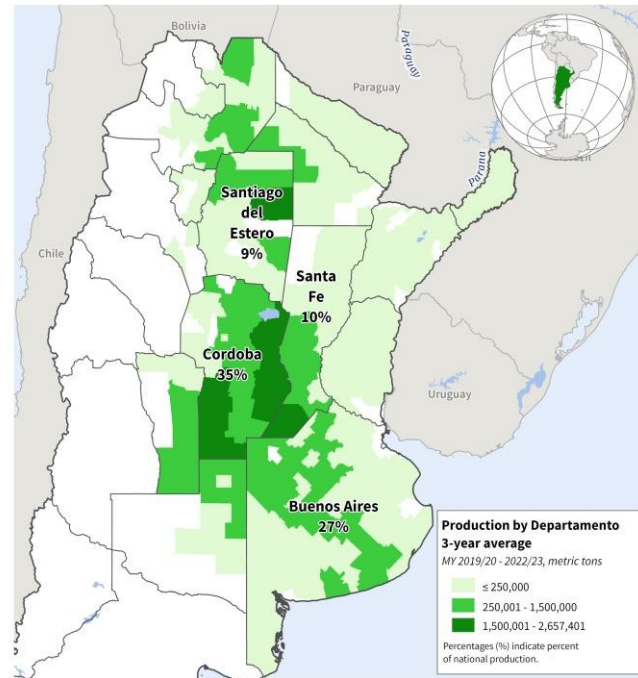 Bolivia
Paraguay
Paraguay
Parana
Chile
Uruguay
Santiago
del
Estero
9%
Santa
Fe
10%
Cordoba
35%
Buenos Aires
27%
Production by Departamento
3-year average
MY 2019/20 - 2022/23, metric tons
≤ 250,000
250,001 - 1,500,000
1,500,001 - 2,657,401
Percentages (%) indicate percent
of national production.